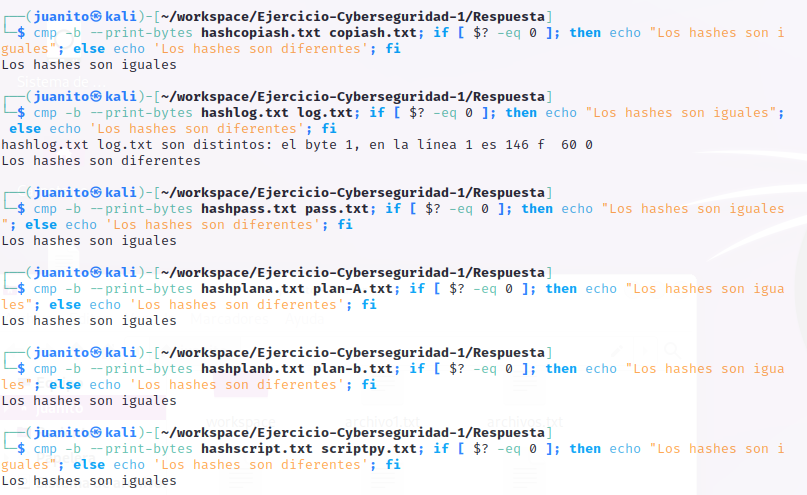 ┌──(juanito㉿kali)-[~/workspace/Ejercicio-Cyberseguridad-1/Respuesta]
└─$ cmp -b --print-bytes hashcopiash.txt copiash.txt; if [ $? -eq 0 ]; then echo "Los hashes son i
guales"; else echo 'Los hashes son diferentes'; fi
Los hashes son iguales
┌──(juanito㉿kali)-[~/workspace/Ejercicio-Cyberseguridad-1/Respuesta]
└─$ cmp -b --print-bytes hashlog.txt log.txt; if [ $? -eq 0 ]; then echo "Los hashes son iguales";
 else echo 'Los hashes son diferentes'; fi
hashlog.txt log.txt son distintos: el byte 1, en la línea 1 es 146 f  60 0
Los hashes son diferentes
┌──(juanito㉿kali)-[~/workspace/Ejercicio-Cyberseguridad-1/Respuesta]
└─$ cmp -b --print-bytes hashpass.txt pass.txt; if [ $? -eq 0 ]; then echo "Los hashes son iguales
"; else echo 'Los hashes son diferentes'; fi
Los hashes son iguales
┌──(juanito㉿kali)-[~/workspace/Ejercicio-Cyberseguridad-1/Respuesta]
└─$ cmp -b --print-bytes hashplana.txt plan-A.txt; if [ $? -eq 0 ]; then echo "Los hashes son igua
les"; else echo 'Los hashes son diferentes'; fi
Los hashes son iguales
┌──(juanito㉿kali)-[~/workspace/Ejercicio-Cyberseguridad-1/Respuesta]
└─$ cmp -b --print-bytes hashplanb.txt plan-b.txt; if [ $? -eq 0 ]; then echo "Los hashes son igua
les"; else echo 'Los hashes son diferentes'; fi
Los hashes son iguales
┌──(juanito㉿kali)-[~/workspace/Ejercicio-Cyberseguridad-1/Respuesta]
└─$ cmp -b --print-bytes hashscript.txt scriptpy.txt; if [ $? -eq 0 ]; then echo "Los hashes son i
guales"; else echo 'Los hashes son diferentes'; fi
Los hashes son iguales